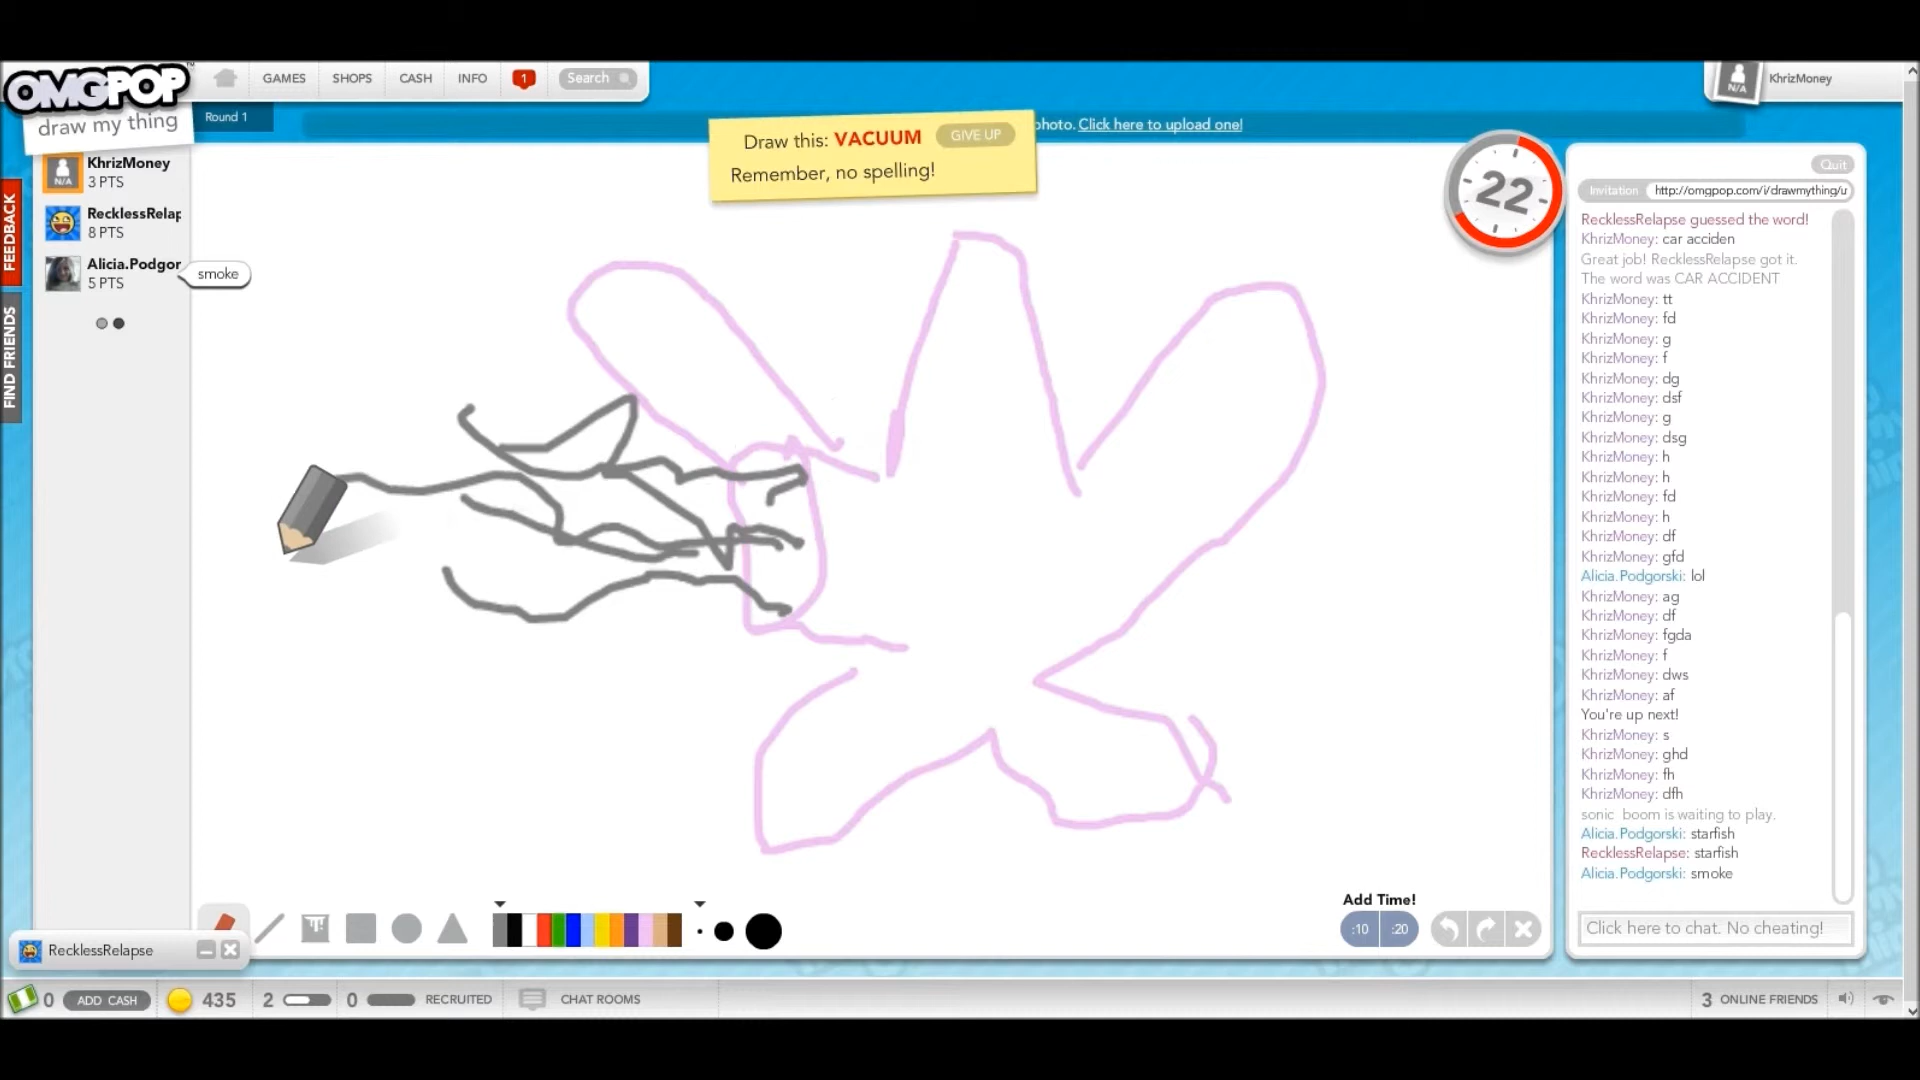 OMGPOP
draw my thing
GAMES
SHOPS
CASH
INFO
1
Search
N/A
KhrizMoney
Round 1
photo. Click here to upload one!
Draw this: VACUUM
GIVE UP
Remember, no spelling!
22
FEEDBACK
FIND FRIENDS
N/A
KhrizMoney
3 PTS
RecklessRelap
8 PTS
Alicia.Podgor
5 PTS
smoke
Quit
Invitation
http://omgpop.com/i/drawmything/u
RecklessRelapse guessed the word!
KhrizMoney: car acciden
Great job! RecklessRelapse got it.
The word was CAR ACCIDENT
KhrizMoney: tt
KhrizMoney: fd
KhrizMoney: g
KhrizMoney: f
KhrizMoney: dg
KhrizMoney: dsf
KhrizMoney: g
KhrizMoney: dsg
KhrizMoney: h
KhrizMoney: h
KhrizMoney: fd
KhrizMoney: h
KhrizMoney: df
KhrizMoney: gfd
Alicia.Podgorski: lol
KhrizMoney: ag
KhrizMoney: df
KhrizMoney: fgda
KhrizMoney: f
KhrizMoney: dws
KhrizMoney: af
You're up next!
KhrizMoney: s
KhrizMoney: ghd
KhrizMoney: fh
KhrizMoney: dfh
sonic boom is waiting to play.
Alicia.Podgorski: starfish
RecklessRelapse: starfish
Alicia.Podgorski: smoke
Click here to chat. No cheating!
Add Time!
:10
:20
RecklessRelapse
0
ADD CASH
435
2
0
RECRUITED
CHAT ROOMS
3 ONLINE FRIENDS